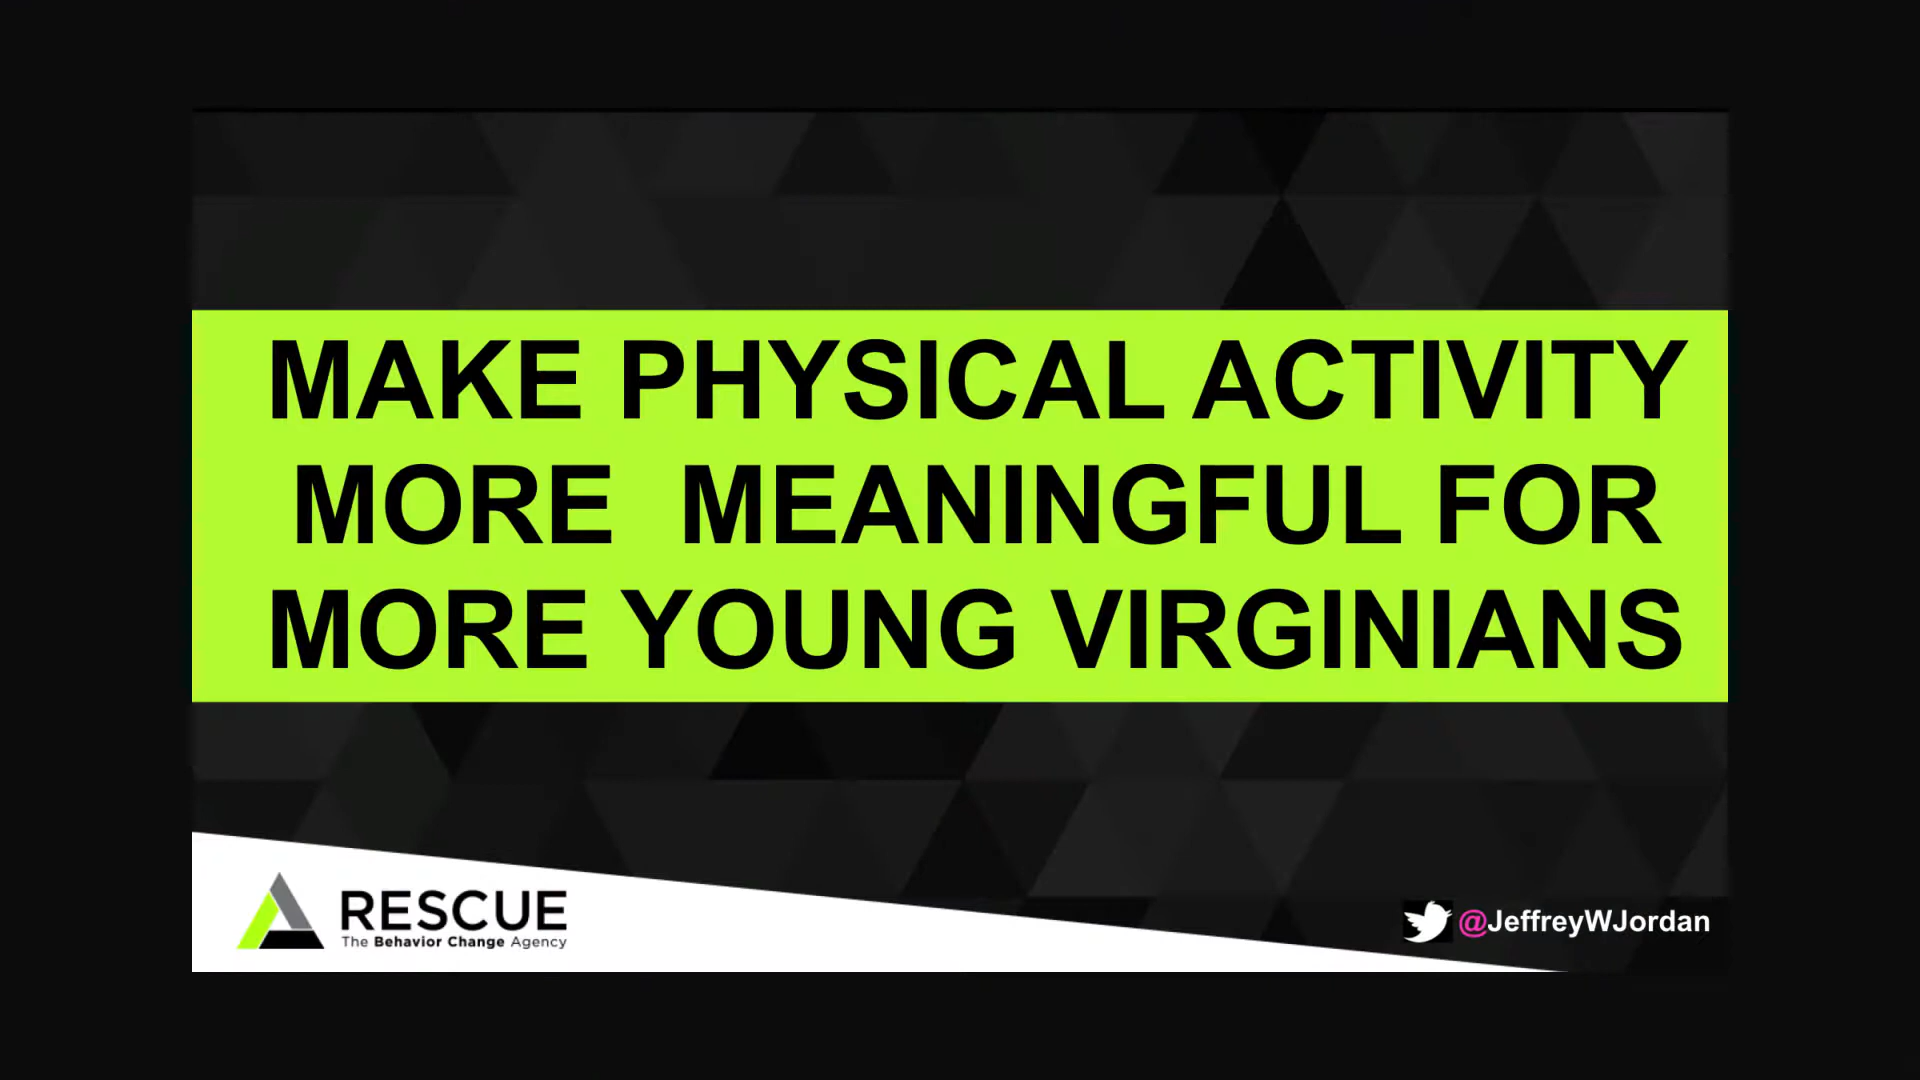 MAKE PHYSICAL ACTIVITY
MORE  MEANINGFUL FOR
MORE YOUNG VIRGINIANS
RESCUE
The Behavior Change Agency
@JeffreyWJordan